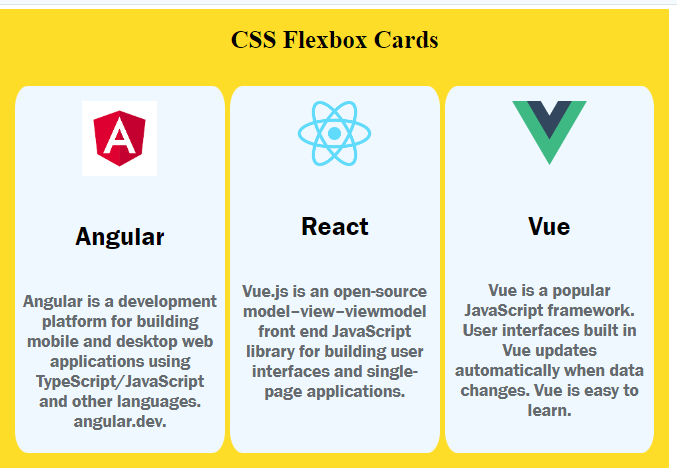 CSS Flexbox Cards
A
Angular
Angular is a development
platform for building
mobile and desktop web
applications using
TypeScript/JavaScript
and other languages.
angular.dev.
React
Vue.js is an open-source
model–view–viewmodel
front end JavaScript
library for building user
interfaces and single-
page applications.
Vue
Vue is a popular
JavaScript framework.
User interfaces built in
Vue updates
automatically when data
changes. Vue is easy to
learn.